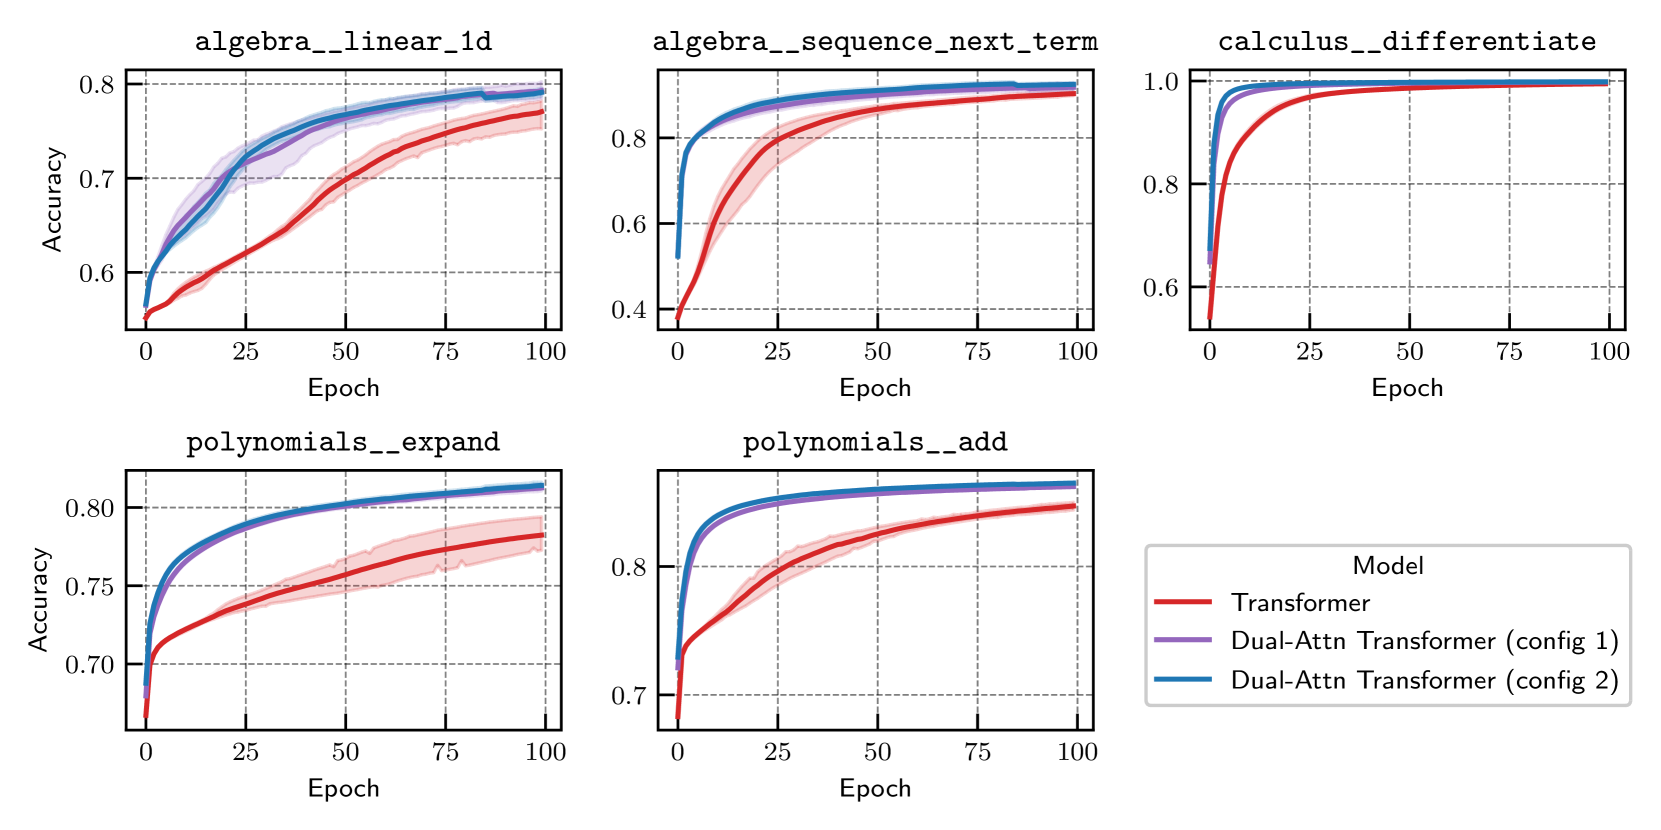 algebra__linear_1d
algebra__sequence_next_term
calculus__differentiate
Accuracy
0.8
0.7
0.6
0.8
0.6
0.4
1.0
0.8
0.6
0 25 50 75 100
0 25 50 75 100
0 25 50 75 100
Epoch
Epoch
Epoch
polynomials__expand
polynomials__add
Accuracy
0.80
0.75
0.70
0.8
0.7
0 25 50 75 100
0 25 50 75 100
Epoch
Epoch
Model
Transformer
Dual-Attn Transformer (config 1)
Dual-Attn Transformer (config 2)